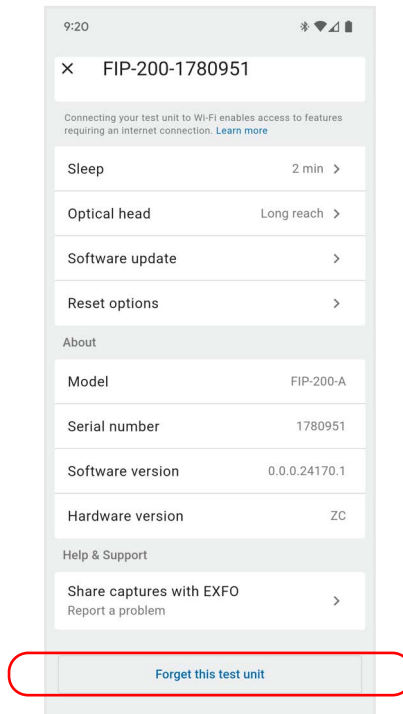 9:20
× FIP-200-1780951
Connecting your test unit to Wi-Fi enables access to features
requiring an internet connection. Learn more
Sleep 2 min >
Optical head Long reach >
Software update >
Reset options >
About
Model FIP-200-A
Serial number 1780951
Software version 0.0.0.24170.1
Hardware version ZC
Help & Support
Share captures with EXFO >
Report a problem
Forget this test unit